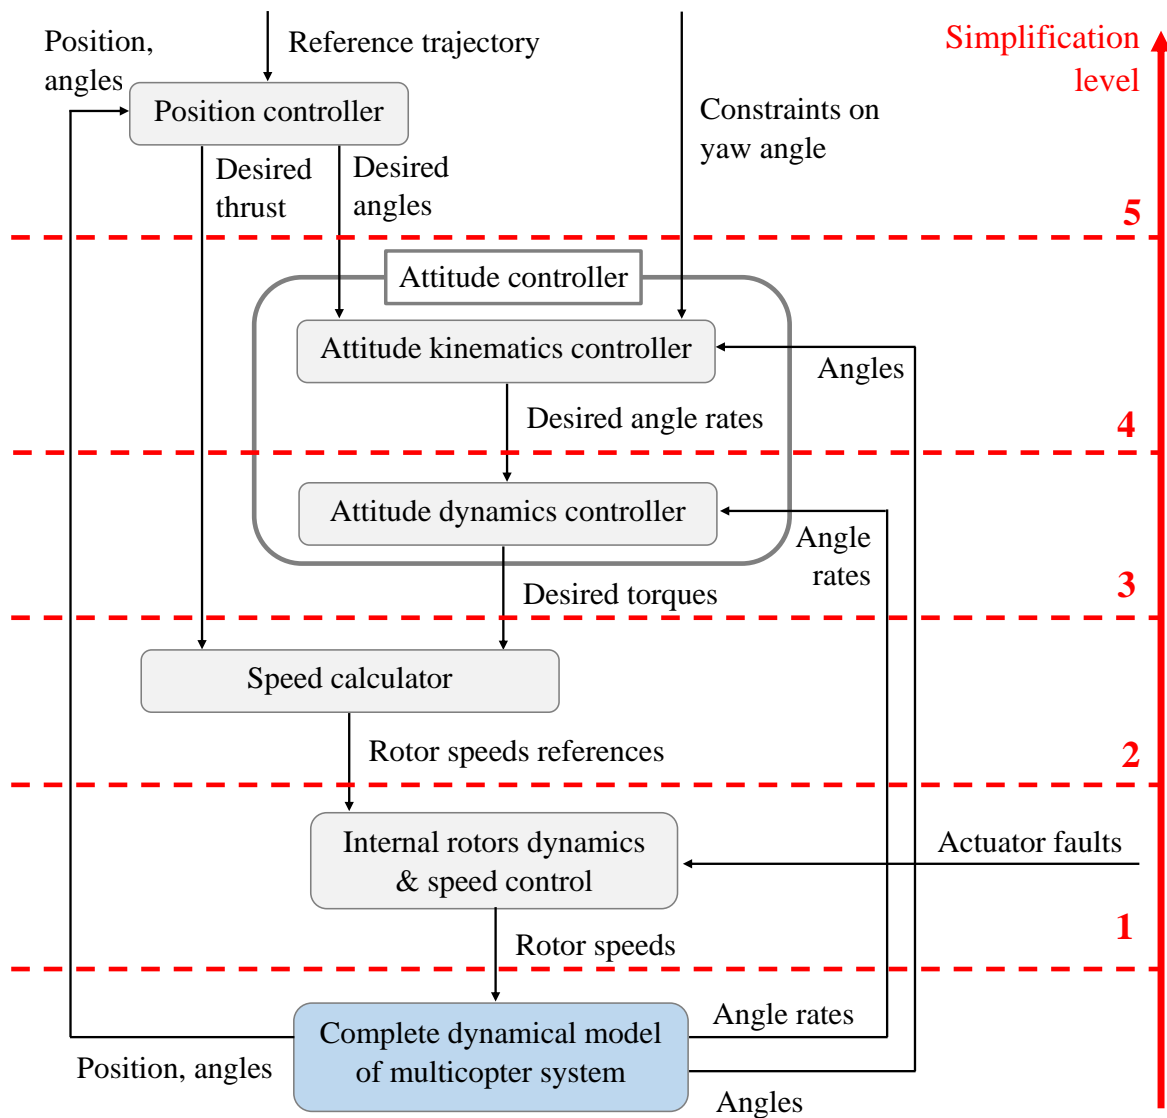 Position,
angles
Reference trajectory
Simplification
level
Position controller
Constraints on
yaw angle
Desired
thrust
Desired
angles
5
Attitude controller
Attitude kinematics controller
Angles
Desired angle rates
4
Attitude dynamics controller
Angle
rates
Desired torques
3
Speed calculator
Rotor speeds references
2
Internal rotors dynamics
& speed control
Actuator faults
Rotor speeds
1
Complete dynamical model
of multicopter system
Angle rates
Position, angles
Angles